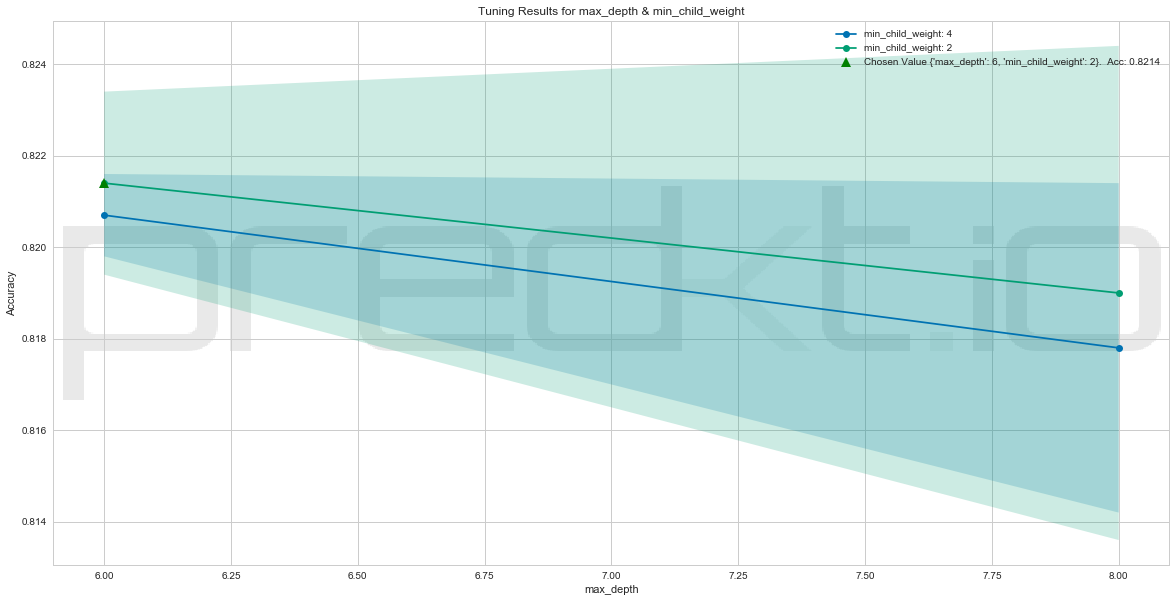 Tuning Results for max_depth & min_child_weight
min_child_weight: 4
min_child_weight: 2
Chosen Value {'max_depth': 6, 'min_child_weight': 2}.  Acc: 0.8214
0.824
0.822
0.820
0.818
0.816
0.814
Accuracy
predkt.io
6.00 6.25 6.50 6.75 7.00 7.25 7.50 7.75 8.00
max_depth